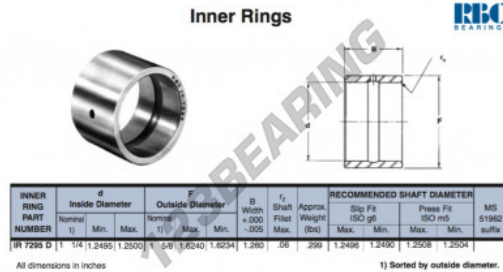 Inner Rings
RBC
BEARINGS
123BEARING
B
r₂
d
F
INNER RING PART NUMBER
d Inside Diameter
F Outside Diameter
B Width +.000 -.005
r₂ Shaft Fillet Max.
Approx. Weight (lbs)
RECOMMENDED SHAFT DIAMETER
Slip Fit ISO g6
Press Fit ISO m5
MS 51962 suffix
Nominal 1) Min. Max. Nominal 1) Max. Min. Max. Min. Max. Min.
IR 7295 D 1 1/4 1.2495 1.2500 5/8 1.6240 1.6234 1.260 .06 .299 1.2496 1.2490 1.2508 1.2504
All dimensions in inches
1) Sorted by outside diameter.